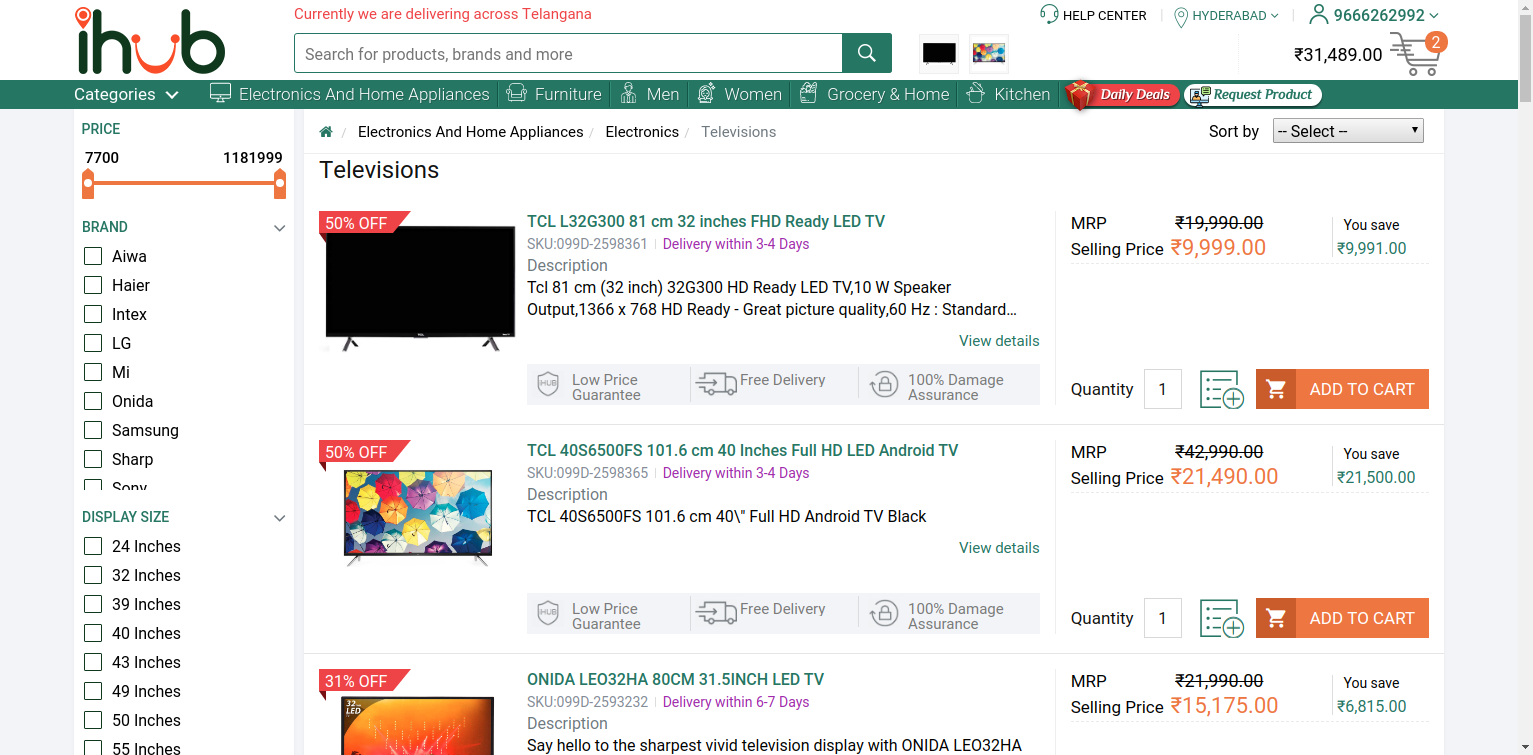 ihub
Currently we are delivering across Telangana
HELP CENTER
HYDERABAD
9666262992
Search for products, brands and more
₹31,489.00
2
Categories
Electronics And Home Appliances
Furniture
Men
Women
Grocery & Home
Kitchen
Daily Deals
Request Product
PRICE
7700 1181999
BRAND
Aiwa
Haier
Intex
LG
Mi
Onida
Samsung
Sharp
Sony
DISPLAY SIZE
24 Inches
32 Inches
39 Inches
40 Inches
43 Inches
49 Inches
50 Inches
55 Inches
/ Electronics And Home Appliances / Electronics / Televisions
Sort by
-- Select --
Televisions
50% OFF
TCL
TCL L32G300 81 cm 32 inches FHD Ready LED TV
SKU:099D-2598361 | Delivery within 3-4 Days
Description
Tcl 81 cm (32 inch) 32G300 HD Ready LED TV,10 W Speaker
Output,1366 x 768 HD Ready - Great picture quality,60 Hz : Standard...
View details
iHUB
Low Price
Guarantee
Free Delivery
100% Damage
Assurance
MRP ₹19,990.00
Selling Price ₹9,999.00
You save
₹9,991.00
Quantity 1
ADD TO CART
50% OFF
TCL 40S6500FS 101.6 cm 40 Inches Full HD LED Android TV
SKU:099D-2598365 | Delivery within 3-4 Days
Description
TCL 40S6500FS 101.6 cm 40\" Full HD Android TV Black
View details
iHUB
Low Price
Guarantee
Free Delivery
100% Damage
Assurance
MRP ₹42,990.00
Selling Price ₹21,490.00
You save
₹21,500.00
Quantity 1
ADD TO CART
31% OFF
32"
LED
ONIDA LEO32HA 80CM 31.5INCH LED TV
SKU:099D-2593232 | Delivery within 6-7 Days
Description
Say hello to the sharpest vivid television display with ONIDA LEO32HA
MRP ₹21,990.00
Selling Price ₹15,175.00
You save
₹6,815.00